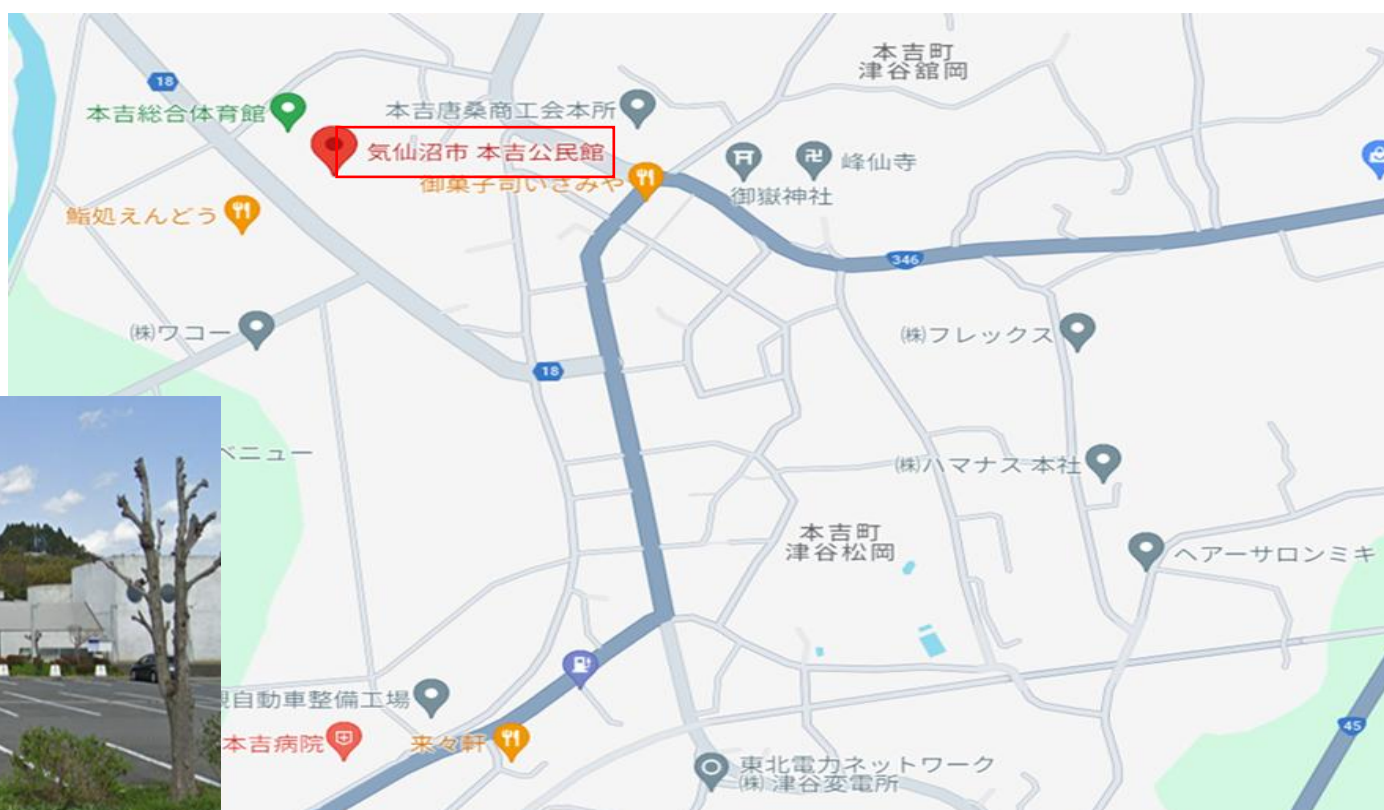 本吉町
津谷舘岡
18
本吉総合体育館
本吉唐桑商工会本所
気仙沼市 本吉公民館
御菓子司いさみや
峰仙寺
御嶽神社
鮨処えんどう
346
㈱ワコー
㈱フレックス
18
ベニュー
㈱ハマナス 本社
本吉町
津谷松岡
ヘアーサロンミキ
自動車整備工場
45
本吉病院
来々軒
東北電力ネットワーク
㈱ 津谷変電所